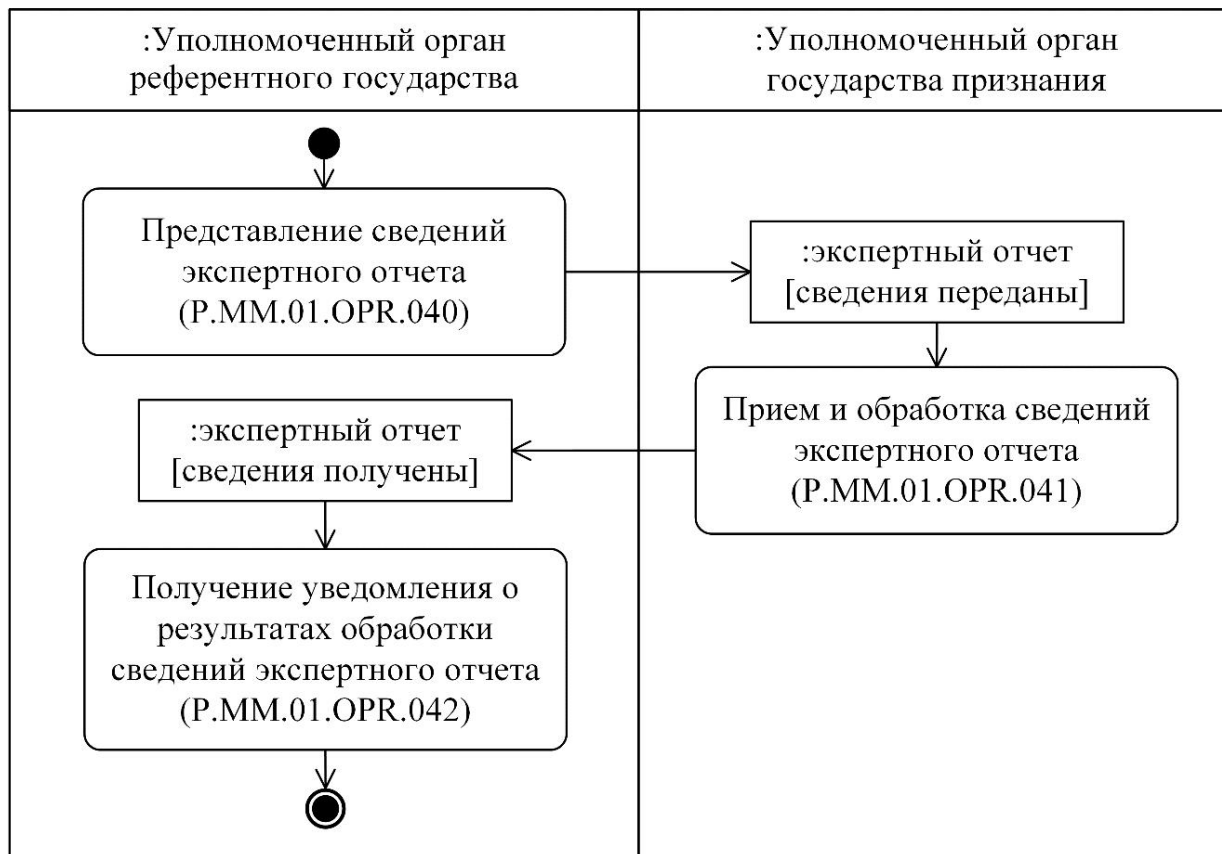 :Уполномоченный орган
референтного государства
:Уполномоченный орган
государства признания
Представление сведений
экспертного отчета
(P.MM.01.OPR.040)
:экспертный отчет
[сведения переданы]
Прием и обработка сведений
экспертного отчета
(P.MM.01.OPR.041)
:экспертный отчет
[сведения получены]
Получение уведомления о
результатах обработки
сведений экспертного отчета
(P.MM.01.OPR.042)